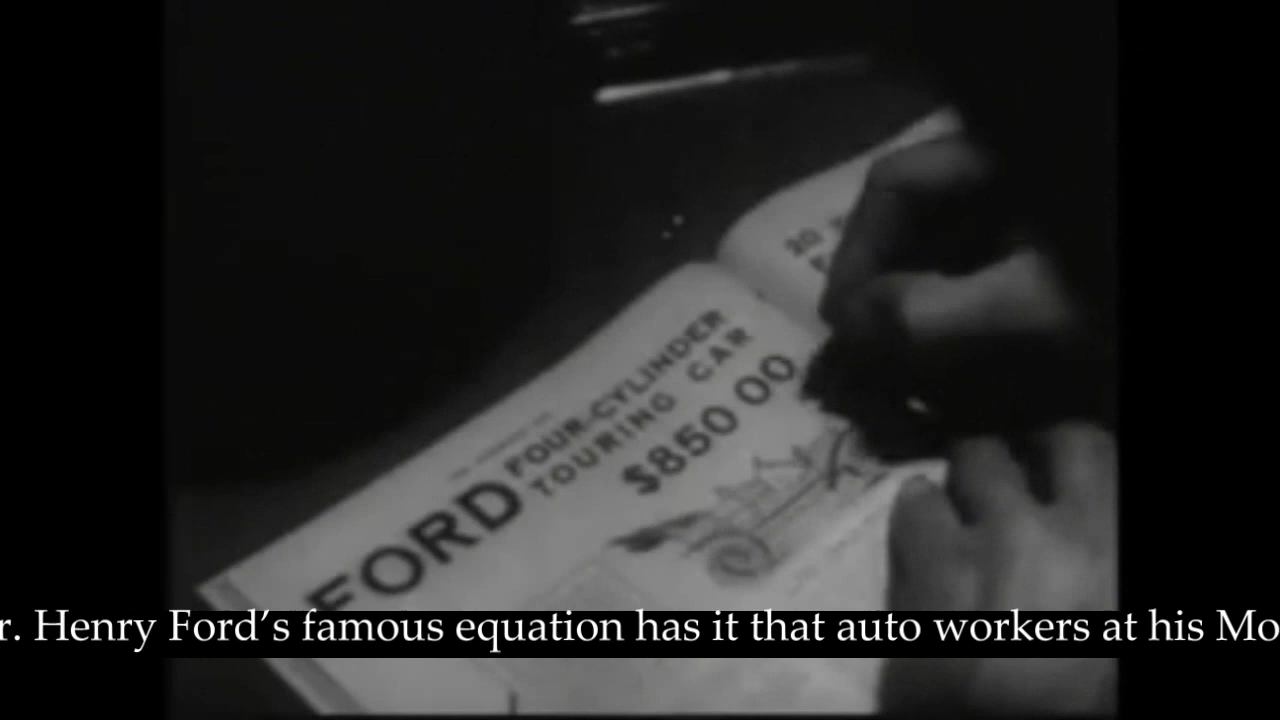 FOUR-CYLINDER
TOURING CAR
$850 00
FORD
r. Henry Ford’s famous equation has it that auto workers at his Mo